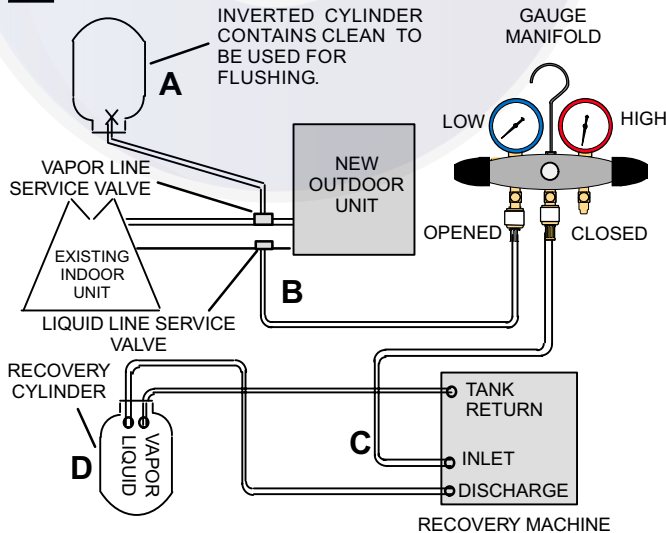 INVERTED CYLINDER
CONTAINS CLEAN TO
BE USED FOR
FLUSHING.
A
GAUGE
MANIFOLD
LOW
HIGH
VAPOR LINE
SERVICE VALVE
NEW
OUTDOOR
UNIT
OPENED
CLOSED
EXISTING
INDOOR
UNIT
B
LIQUID LINE SERVICE
VALVE
RECOVERY
CYLINDER
TANK
RETURN
C
INLET
D
LIQUID
VAPOR
DISCHARGE
RECOVERY MACHINE